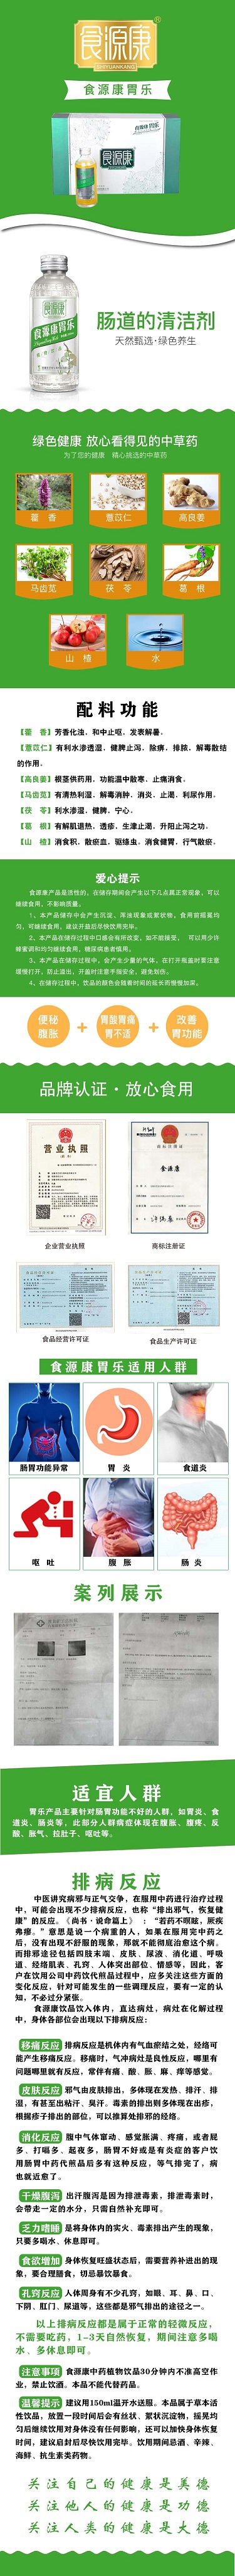 食源康®
SHIYUANKANG
食源康胃乐
食源康
食源康胃乐
肠道的清洁剂
天然甄选·绿色养生
绿色健康 放心看得见的中草药
为了您的健康 精心挑选的中草药
藿 香
薏苡仁
高良姜
马齿苋
茯 苓
葛 根
山 楂
水
配料功能
【藿 香】芳香化浊，和中止呕，发表解暑。
【薏苡仁】有利水渗透湿，健脾止泻，除痹，排脓，解毒散结
的作用。
【高良姜】根茎供药用，功能温中散寒，止痛消食。
【马齿苋】有清热利湿、解毒消肿、消炎、止渴、利尿作用。
【茯 苓】利水渗湿，健脾，宁心。
【葛 根】有解肌退热，透疹，生津止渴，升阳止泻之功。
【山 楂】消食积，散瘀血，驱绦虫，消食健胃，行气散瘀。
爱心提示
食源康产品是活性的，在储存期间会产生以下几点真正常现象，可以
继续食用，不影响质量。
1、本产品储存中会产生沉淀，浑浊现象或絮状物，食用前摇匀均
匀，可继续食用，建议开盖后尽快饮用完毕。
2、本产品在储存过程中口感会有所改变，如不能接受， 可以用少许
蜂蜜调和均匀继续食用，糖尿病患者慎用。
3、本产品在储存过程中，会产生少量的气体，在打开瓶盖时要注意
缓慢打开，防止溢出，开盖时注意手腕安全，避免划伤。
4、在储存过程中，饮品的颜色会随着时间的延长而慢慢加深。
便秘
腹胀
+
胃酸胃痛
胃不适
+
改善
胃功能
品牌认证·放心食用
营业执照
商标注册证
食源康
企业营业执照
商标注册证
食品经营许可证
食品生产许可证
食源康胃乐适用人群
肠胃功能异常
胃 炎
食道炎
呕 吐
腹 胀
肠 炎
案列展示
适宜人群
胃乐产品主要针对肠胃功能不好的人群，如胃炎、食
道炎、肠炎等，此部分人群病症体现在腹胀、腹疼、反
酸、胀气、拉肚子、呕吐等。
排病反应
中医讲究病邪与正气交争，在服用中药进行治疗过程
中，可能会出现不少排病反应，也称“排出邪气，恢复健
康”的反应。《尚书·说命篇上》 ：“若药不瞑眩，厥疾
弗瘳。”意思是说一个病重的人，如果在服用完中药之
后，没有出现不舒服的现象，那就不能彻底治愈这个病。
而排邪途径包括四肢末端、皮肤、尿液、消化道、呼吸
道、经络肌表、孔窍、人体突出部位、情感等，因此，客
户在饮用公司中药饮代煎品过程中，应多关注这些方面的
变化反应，针对可能发生的一些调理反应，要有一定的认
知，不必过分紧张。
食源康饮品饮入体内，直达病灶，病灶在化解过程
中，身体各部位会出现以下排病反应：
移痛反应 排病反应是机体内有气血瘀结之处，经络可
能产生移痛反应。移痛时，气冲病灶是良性反应，哪里有
问题哪里就有反应，常伴有痛、酸、胀、麻、痒等感觉。
皮肤反应 邪气由皮肤排出，多体现在发热、排汗、排
湿，有甚至出粘汗、臭汗。毒素的排出则多体现在出疹，
根据疹子排出的部位，可以推算处排邪的经络。
消化反应 腹中气体窜动、感觉胀满、疼痛，或者屁
多、打嗝多、起夜多，肠胃不好或是有炎症的客户饮
用肠胃中药代煎品后多有这种反应，等气排完了，病
也就近愈了。
干燥腹泻 出汗腹泻是因为排泄毒素，排泄毒素时，
会带走一定的水分，只需自然补充即可。
乏力嗜睡 是将身体内的实火、毒素排出产生的现象，
只要多喝水、休息即可。
食欲增加 身体恢复旺盛状态后，需要营养补进出的现
象，要合理膳食，切忌暴饮暴食。
孔窍反应 人体周身有不少孔窍，如眼、耳、鼻、口、
下阴、肛门、尿道等，这些都是邪气排出的途径之一。
以上排病反应都是属于正常的轻微反应，
不需要吃药，1-3天自然恢复，期间注意多喝
水、多休息即可。
注意事项 食源康中药植物饮品30分钟内不准高空作
业，禁止饮酒。本品不能代替药品。
温馨提示 建议用150ml温开水送服。本品属于草本活
性饮品，放置一段时间后会有丝状、絮状沉淀物，摇晃均
匀后继续饮用对身体没有任何影响，还可以加快身体恢复
时间，建议启封后尽快饮用完毕。饮用期间忌酒、辛辣、
海鲜、抗生素类药物。
关注自己的健康是美德
关注他人的健康是功德
关注人类的健康是大德